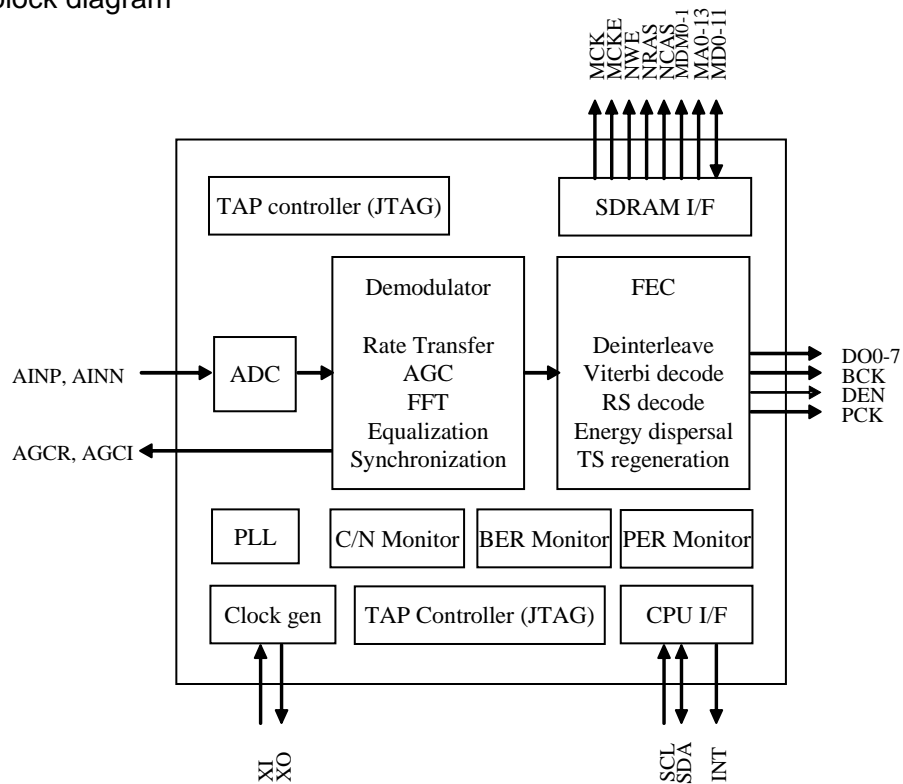 block diagram
MCK
MCKE
NWE
NRAS
NCAS
MDM0-1
MA0-13
MD0-11
TAP controller (JTAG)
SDRAM I/F
Demodulator
Rate Transfer
AGC
FFT
Equalization
Synchronization
FEC
Deinterleave
Viterbi decode
RS decode
Energy dispersal
TS regeneration
AINP, AINN
ADC
AGCR, AGCI
DO0-7
BCK
DEN
PCK
PLL
C/N Monitor
BER Monitor
PER Monitor
Clock gen
TAP Controller (JTAG)
CPU I/F
XI
XO
SCL
SDA
INT